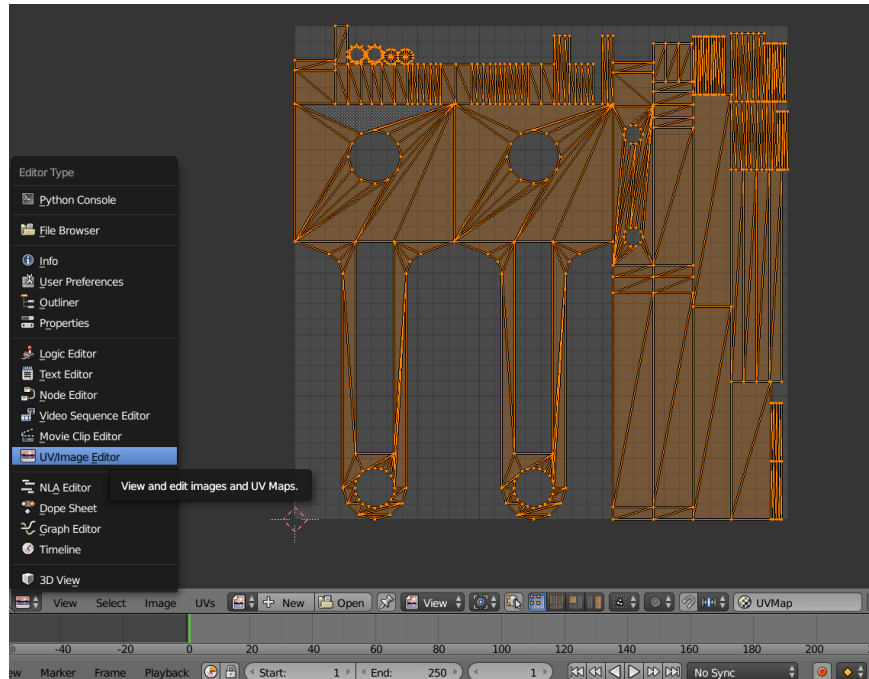 Editor Type
Python Console
File Browser
Info
User Preferences
Outliner
Properties
Logic Editor
Text Editor
Node Editor
Video Sequence Editor
Movie Clip Editor
UV/Image Editor
View and edit images and UV Maps.
NLA Editor
Dope Sheet
Graph Editor
Timeline
3D View
View Select Image UVs New Open View UVMap
-40 -20 0 20 40 60 80 100 120 140 160 180 200
ew Marker Frame Playback Start: 1 End: 250 1 No Sync